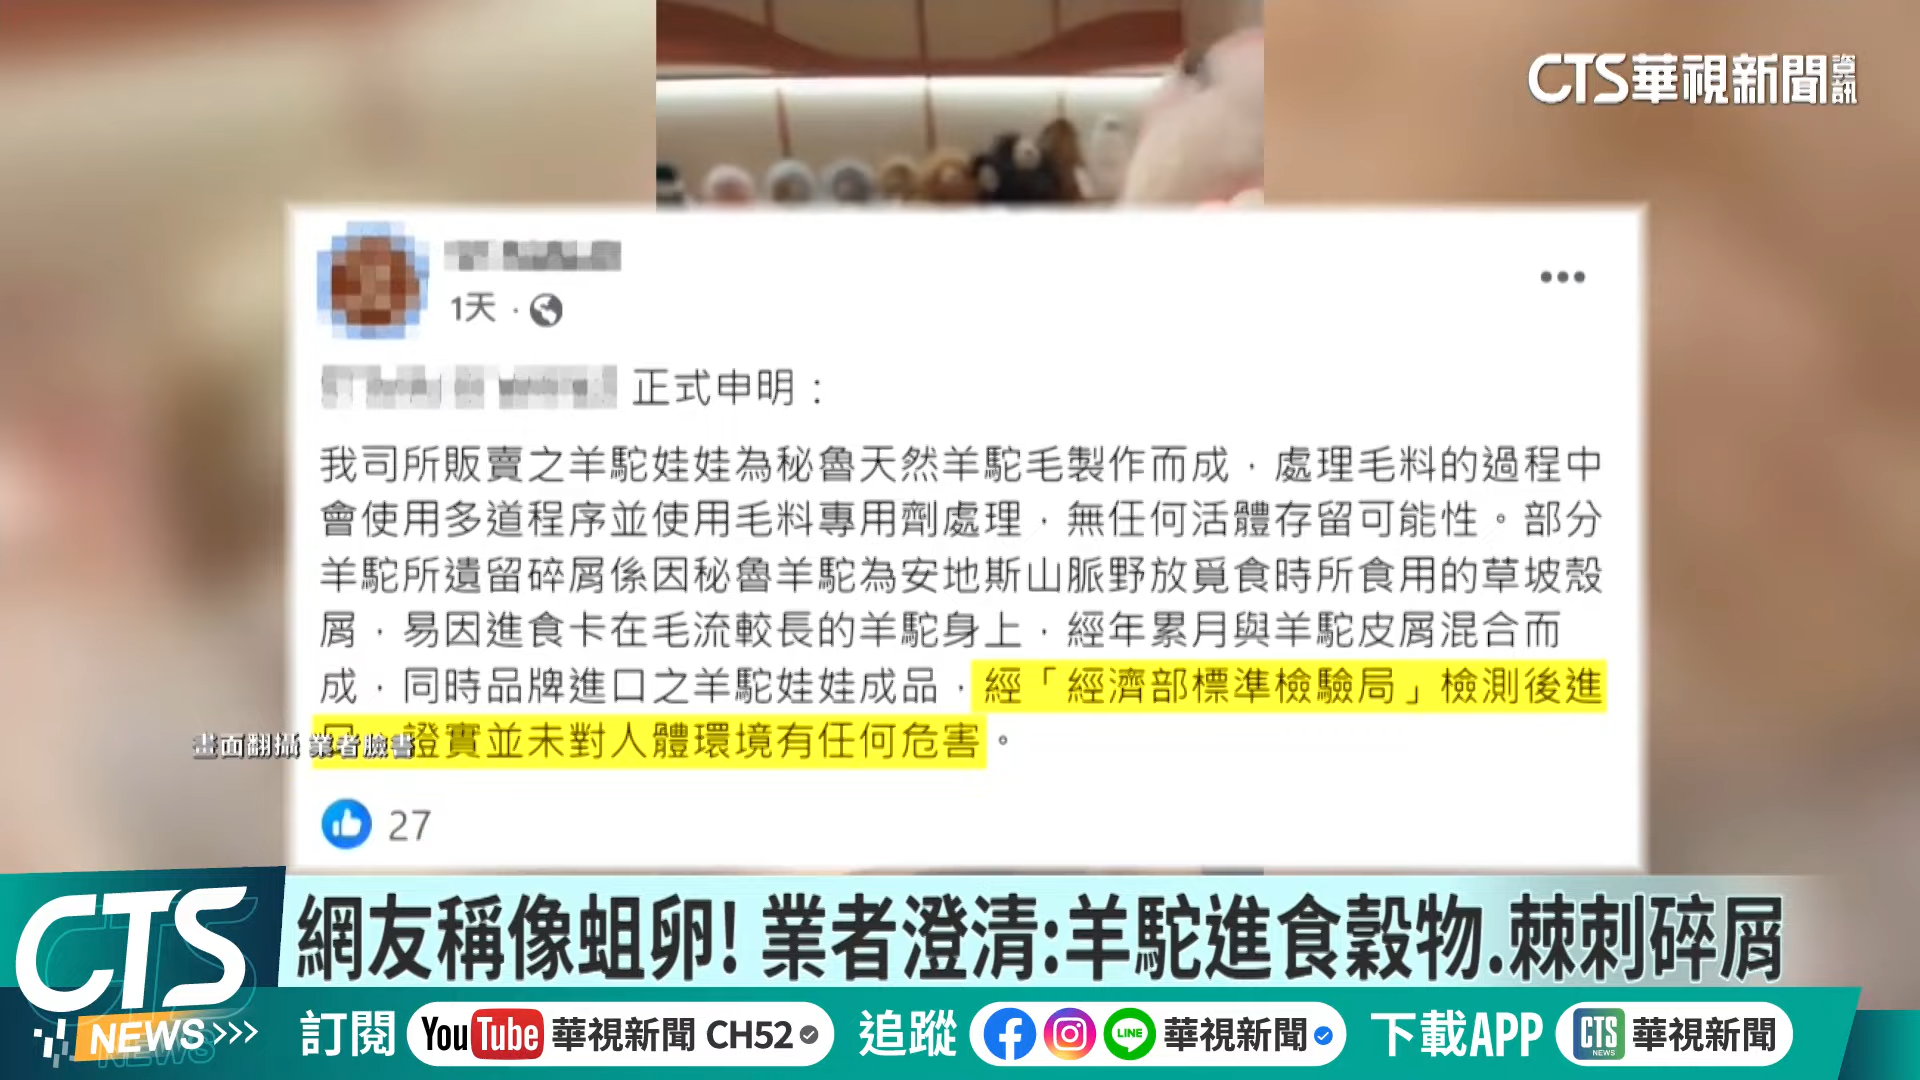 CTS華視新聞資訊
1天
正式申明：
我司所販賣之羊駝娃娃為秘魯天然羊駝毛製作而成，處理毛料的過程中
會使用多道程序並使用毛料專用劑處理，無任何活體存留可能性。部分
羊駝所遺留碎屑係因秘魯羊駝為安地斯山脈野放覓食時所食用的草坡殼
屑，易因進食卡在毛流較長的羊駝身上，經年累月與羊駝皮屑混合而
成，同時品牌進口之羊駝娃娃成品，經「經濟部標準檢驗局」檢測後進
證實並未對人體環境有任何危害。
畫面翻攝 業者臉書
27
網友稱像蛆卵! 業者澄清:羊駝進食穀物.棘刺碎屑
CTS
NEWS >>>
訂閱 YouTube 華視新聞 CH52 追蹤 LINE 華視新聞 下載APP CTS NEWS 華視新聞